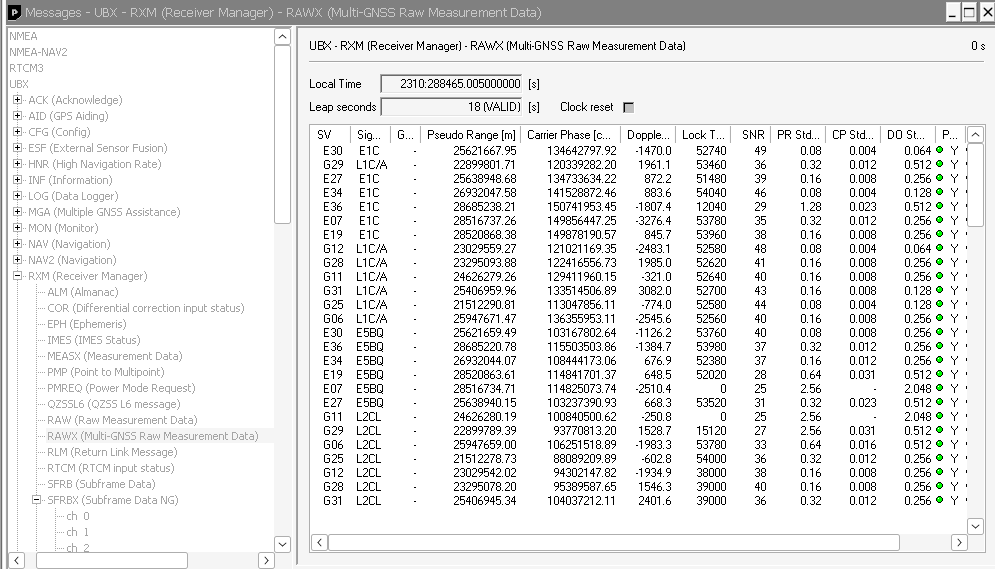 Messages - UBX - RXM (Receiver Manager) - RAWX (Multi-GNSS Raw Measurement Data)
NMEA
NMEA-NAV2
RTCM3
UBX
ACK (Acknowledge)
AID (GPS Aiding)
CFG (Config)
ESF (External Sensor Fusion)
HNR (High Navigation Rate)
INF (Information)
LOG (Data Logger)
MGA (Multiple GNSS Assistance)
MON (Monitor)
NAV (Navigation)
NAV2 (Navigation)
RXM (Receiver Manager)
ALM (Almanac)
COR (Differential correction input status)
EPH (Ephemeris)
IMES (IMES Status)
MEASX (Measurement Data)
PMP (Point to Multipoint)
PMREQ (Power Mode Request)
QZSSL6 (QZSS L6 message)
RAW (Raw Measurement Data)
RAWX (Multi-GNSS Raw Measurement Data)
RLM (Return Link Message)
RTCM (RTCM input status)
SFRB (Subframe Data)
SFRBX (Subframe Data NG)
ch 0
ch 1
ch 2
UBX - RXM (Receiver Manager) - RAWX (Multi-GNSS Raw Measurement Data) 0 s
Local Time 2310:288465.005000000 [s]
Leap seconds 18 (VALID) [s] Clock reset
SV Sig... G... Pseudo Range [m] Carrier Phase [c... Dopple... Lock T... SNR PR Std... CP Std... DO St... P...
E30 E1C - 25621667.95 134642797.92 -1470.0 52740 49 0.08 0.004 0.064 Y
G29 L1C/A - 22899801.71 120339282.20 1961.1 53460 36 0.32 0.012 0.512 Y
E27 E1C - 25638948.68 134733634.22 872.2 51480 39 0.16 0.008 0.256 Y
E34 E1C - 26932047.58 141528872.46 883.6 54040 46 0.08 0.004 0.128 Y
E36 E1C - 28685238.21 150741953.45 -1807.4 12040 29 1.28 0.023 0.512 Y
E07 E1C - 28516737.26 149856447.25 -3276.4 53780 35 0.32 0.012 0.256 Y
E19 E1C - 28520868.38 149878190.57 845.7 53960 38 0.16 0.008 0.256 Y
G12 L1C/A - 23029559.27 121021169.35 -2483.1 52580 48 0.08 0.004 0.064 Y
G28 L1C/A - 23295093.88 122416556.73 1985.0 52620 41 0.16 0.008 0.256 Y
G11 L1C/A - 24626279.26 129411960.15 -321.0 52640 40 0.16 0.008 0.256 Y
G31 L1C/A - 25406959.96 133514506.89 3082.0 52700 43 0.16 0.008 0.128 Y
G25 L1C/A - 21512290.81 113047856.11 -774.0 52580 44 0.08 0.004 0.128 Y
G06 L1C/A - 25947671.47 136355953.11 -2545.6 52560 40 0.16 0.008 0.256 Y
E30 E5BQ - 25621659.49 103167802.64 -1126.2 53760 40 0.08 0.008 0.256 Y
E36 E5BQ - 28685220.78 115503503.86 -1384.7 53980 37 0.32 0.012 0.256 Y
E34 E5BQ - 26932044.07 108444173.06 676.9 52380 37 0.16 0.012 0.256 Y
E19 E5BQ - 28520863.61 114841701.37 648.5 52020 28 0.64 0.031 0.512 Y
E07 E5BQ - 28516734.71 114825073.74 -2510.4 0 25 2.56 - 2.048 Y
E27 E5BQ - 25638940.15 103237390.93 668.3 53520 31 0.32 0.023 0.512 Y
G11 L2CL - 24626280.19 100840500.62 -250.8 0 25 2.56 - 2.048 Y
G29 L2CL - 22899789.39 93770813.20 1528.7 15120 27 2.56 0.031 0.512 Y
G06 L2CL - 25947659.00 106251518.89 -1983.3 53780 33 0.64 0.016 0.512 Y
G25 L2CL - 21512278.73 88089209.89 -602.8 54000 36 0.32 0.012 0.256 Y
G12 L2CL - 23029542.02 94302147.82 -1934.9 38000 38 0.16 0.008 0.256 Y
G28 L2CL - 23295078.20 95389587.65 1546.3 39000 40 0.16 0.008 0.256 Y
G31 L2CL - 25406945.34 104037212.11 2401.6 39000 36 0.32 0.012 0.256 Y